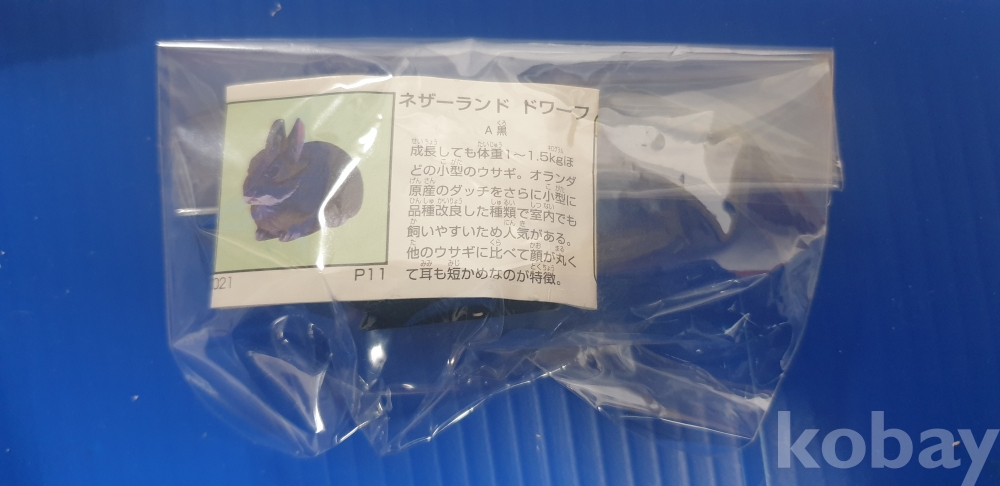 ネザーランド ドワーフ
A 黒
成長しても体重1～1.5kgほ
どの小型のウサギ。オランダ
原産のダッチをさらに小型に
品種改良した種類で室内でも
飼いやすいため人気がある。
他のウサギに比べて顔が丸く
て耳も短かめなのが特徴。
021
P11
kobay